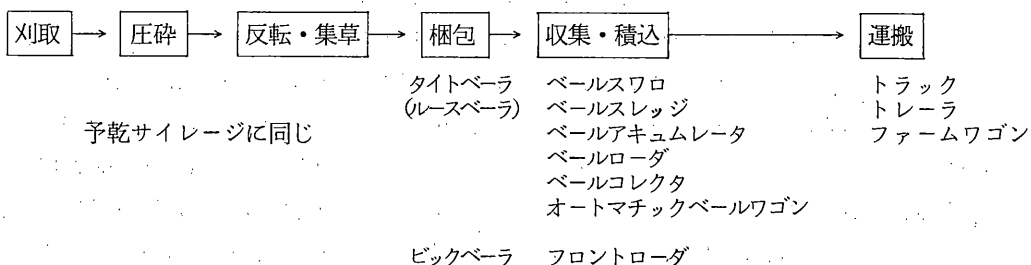 刈取 → 圧砕 → 反転・集草 → 梱包 → 収集・積込 → 運搬
タイトベーラ ベールスワロ トラック
(ルースベーラ) ベールスレッジ トレーラ
予乾サイレージに同じ ベールアキュムレータ ファームワゴン
ベールローダ
ベールコレクタ
オートマチックベールワゴン
ビックベーラ フロントローダ